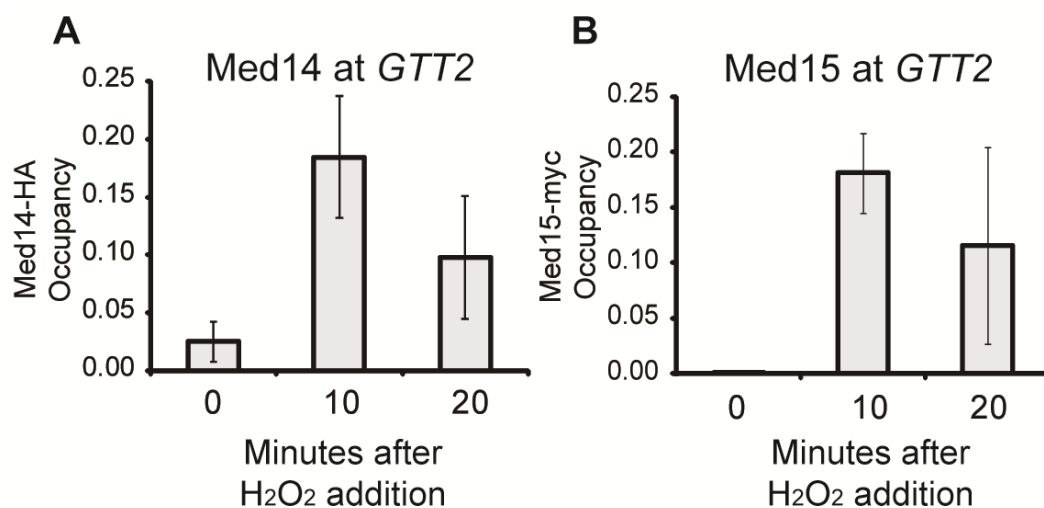 A
Med14 at GTT2
Med14-HA
Occupancy
0.25
0.20
0.15
0.10
0.05
0.00
0 10 20
Minutes after
H₂O₂ addition
B
Med15 at GTT2
Med15-myc
Occupancy
0.25
0.20
0.15
0.10
0.05
0.00
0 10 20
Minutes after
H₂O₂ addition